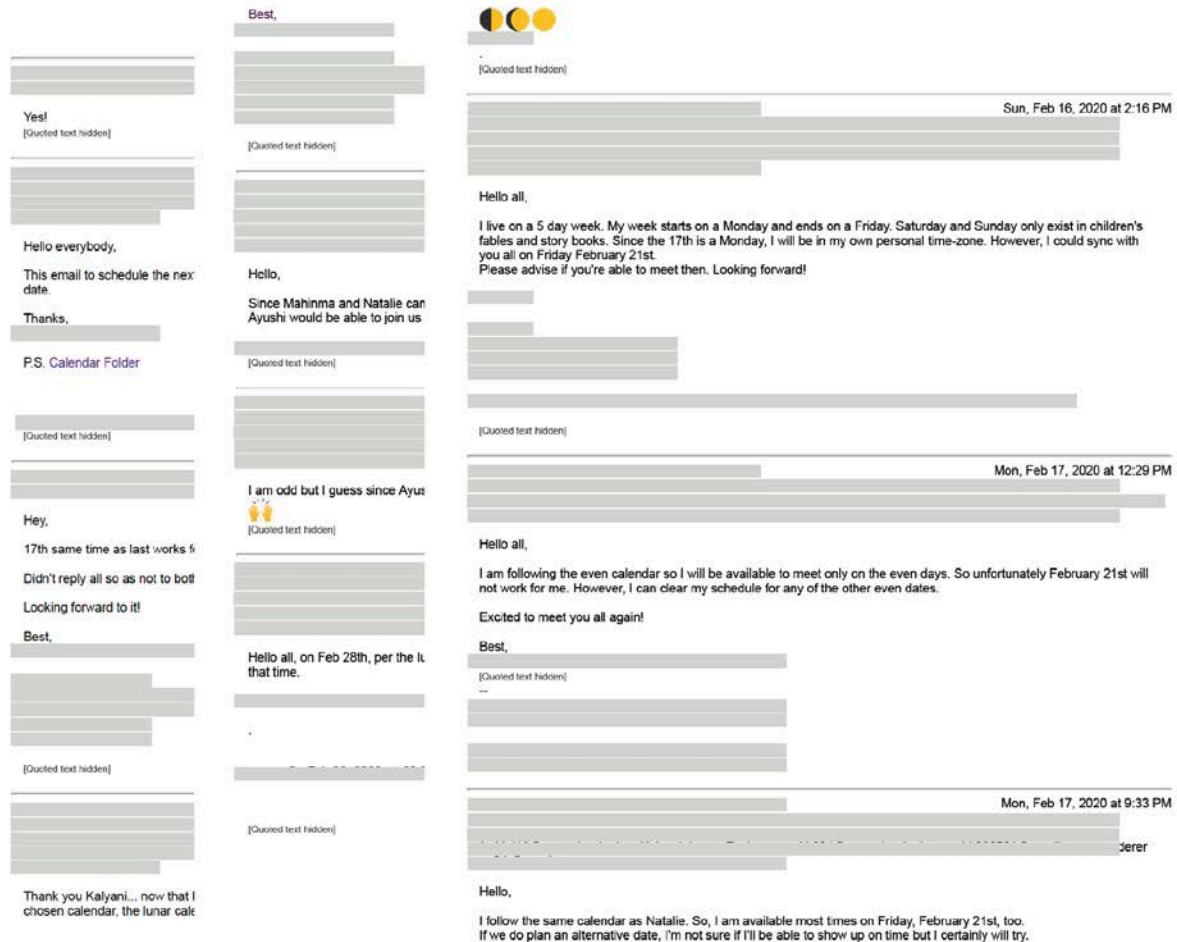 Yes!
[Quoted text hidden]
Hello everybody,
This email to schedule the nex
date.
Thanks,
P.S. Calendar Folder
[Quoted text hidden]
Hey,
17th same time as last works f
Didn't reply all so as not to both
Looking forward to it!
Best,
[Quoted text hidden]
Thank you Kalyani... now that I
chosen calendar, the lunar cale
Best,
[Quoted text hidden]
Hello,
Since Mahinma and Natalie can
Ayushi would be able to join us
[Quoted text hidden]
I am odd but I guess since Ayus
[Quoted text hidden]
Hello all, on Feb 28th, per the lu
that time.
.
[Quoted text hidden]
.
[Quoted text hidden]
Sun, Feb 16, 2020 at 2:16 PM
Hello all,
I live on a 5 day week. My week starts on a Monday and ends on a Friday. Saturday and Sunday only exist in children's
fables and story books. Since the 17th is a Monday, I will be in my own personal time-zone. However, I could sync with
you all on Friday February 21st.
Please advise if you're able to meet then. Looking forward!
[Quoted text hidden]
Mon, Feb 17, 2020 at 12:29 PM
Hello all,
I am following the even calendar so I will be available to meet only on the even days. So unfortunately February 21st will
not work for me. However, I can clear my schedule for any of the other even dates.
Excited to meet you all again!
Best,
[Quoted text hidden]
--
Mon, Feb 17, 2020 at 9:33 PM
derer
Hello,
I follow the same calendar as Natalie. So, I am available most times on Friday, February 21st, too.
If we do plan an alternative date, I'm not sure if I'll be able to show up on time but I certainly will try.